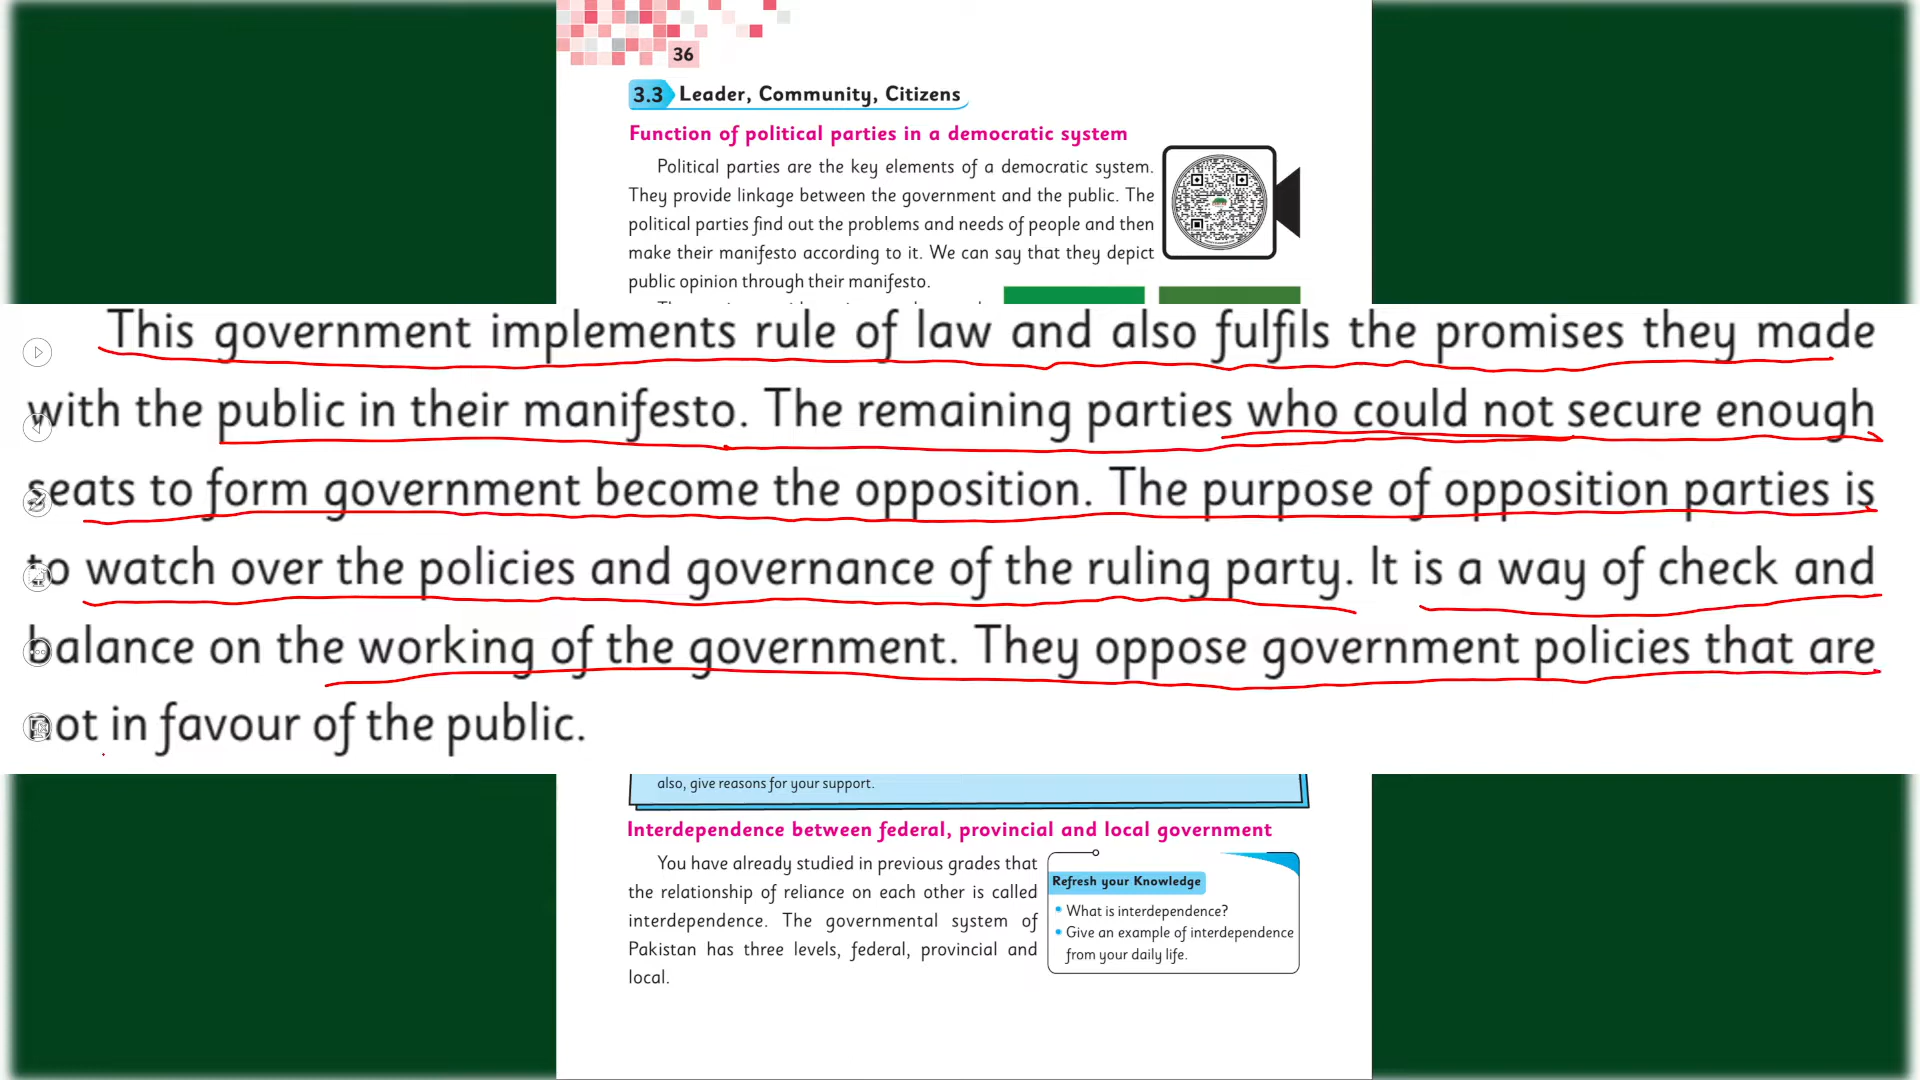 36
3.3 Leader, Community, Citizens
Function of political parties in a democratic system
Political parties are the key elements of a democratic system.
They provide linkage between the government and the public. The
political parties find out the problems and needs of people and then
make their manifesto according to it. We can say that they depict
public opinion through their manifesto.
This government implements rule of law and also fulfils the promises they made
with the public in their manifesto. The remaining parties who could not secure enough
seats to form government become the opposition. The purpose of opposition parties is
to watch over the policies and governance of the ruling party. It is a way of check and
balance on the working of the government. They oppose government policies that are
not in favour of the public.
also, give reasons for your support.
Interdependence between federal, provincial and local government
You have already studied in previous grades that
the relationship of reliance on each other is called
interdependence. The governmental system of
Pakistan has three levels, federal, provincial and
local.
Refresh your Knowledge
What is interdependence?
Give an example of interdependence
from your daily life.